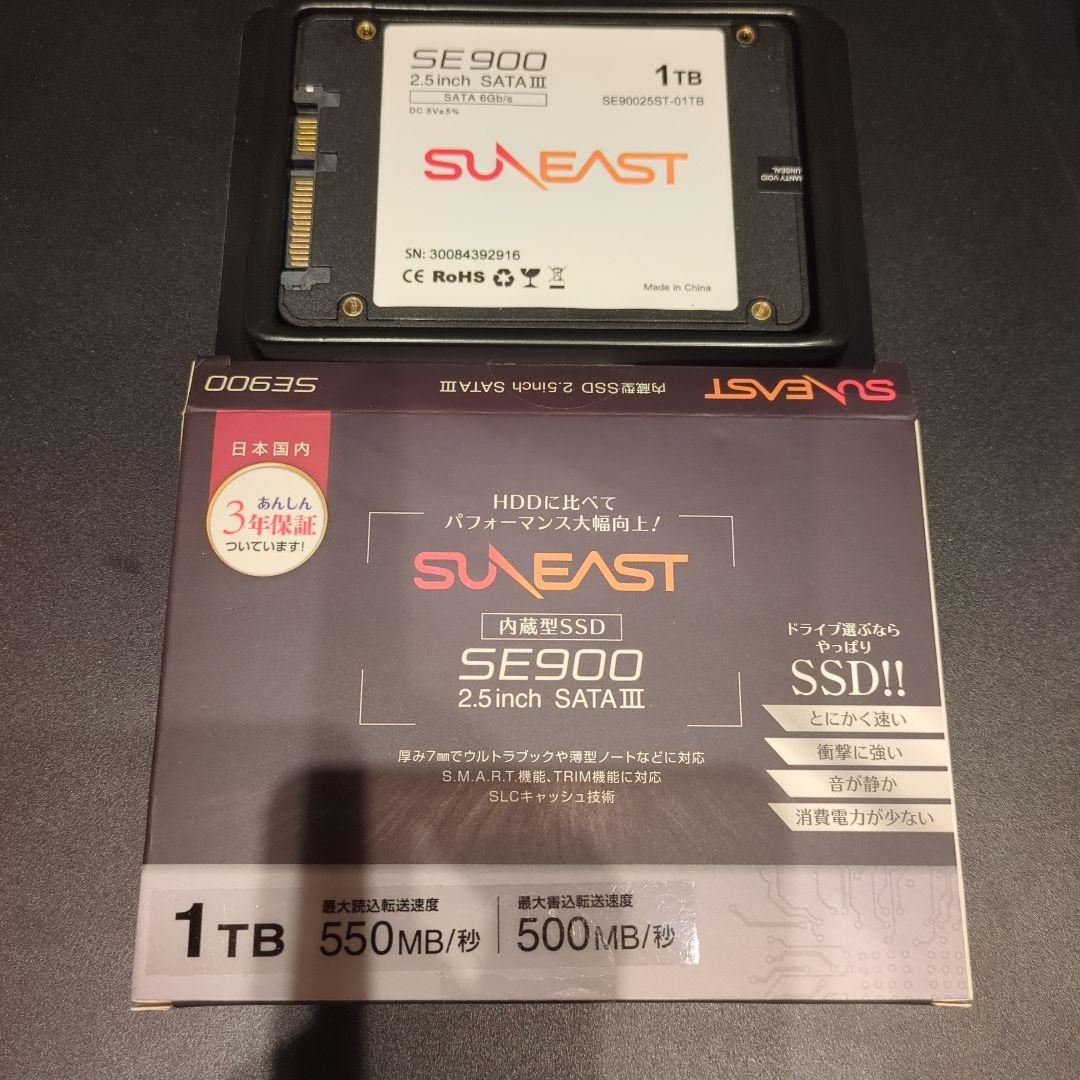 SE900
2.5inch SATA III
SATA 6Gb/s
DC 5V±5%
1TB
SE90025ST-01TB
SUNEAST
SN: 30084392916
CE RoHS
Made in China
VOID
UNSEAL
SUNEAST
内蔵型SSD 2.5inch SATA III
SE900
日本国内
あんしん
3年保証
ついています!
HDDに比べて
パフォーマンス大幅向上!
SUNEAST
内蔵型SSD
SE900
2.5inch SATA III
厚み7㎜でウルトラブックや薄型ノートなどに対応
S.M.A.R.T.機能、TRIM機能に対応
SLCキャッシュ技術
ドライブ選ぶなら
やっぱり
SSD!!
とにかく速い
衝撃に強い
音が静か
消費電力が少ない
1TB
最大読込転送速度
550MB/秒
最大書込転送速度
500MB/秒